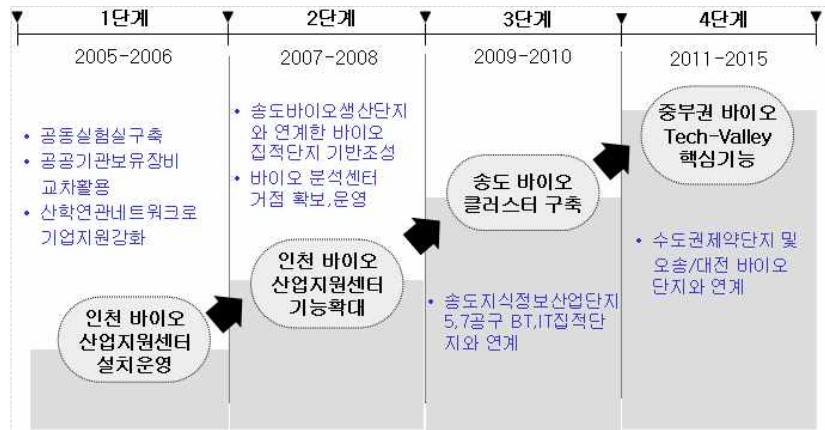 1단계
2단계
3단계
4단계
2005-2006
2007-2008
2009-2010
2011-2015
• 공동실험실구축
• 공공기관보유장비
교차활용
• 산학연관네트워크로
기업지원강화
인천 바이오
산업지원센터
설치운영
• 송도바이오생산단지
와 연계한 바이오
집적단지 기반조성
• 바이오 분석센터
거점 확보,운영
인천 바이오
산업지원센터
기능확대
송도 바이오
클러스터 구축
• 송도지식정보산업단지
5,7공구 BT,IT집적단
지와 연계
중부권 바이오
Tech-Valley
핵심기능
• 수도권제약단지 및
오송/대전 바이오
단지와 연계